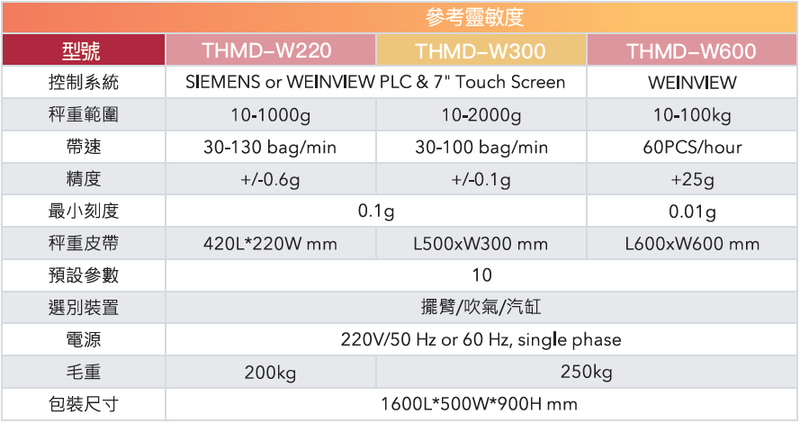 參考靈敏度
型號 THMD-W220 THMD-W300 THMD-W600
控制系統 SIEMENS or WEINVIEW PLC & 7" Touch Screen WEINVIEW
秤重範圍 10-1000g 10-2000g 10-100kg
帶速 30-130 bag/min 30-100 bag/min 60PCS/hour
精度 +/-0.6g +/-0.1g +25g
最小刻度 0.1g 0.01g
秤重皮帶 420L*220W mm L500xW300 mm L600xW600 mm
預設參數 10
選別裝置 擺臂/吹氣/汽缸
電源 220V/50 Hz or 60 Hz, single phase
毛重 200kg 250kg
包裝尺寸 1600L*500W*900H mm